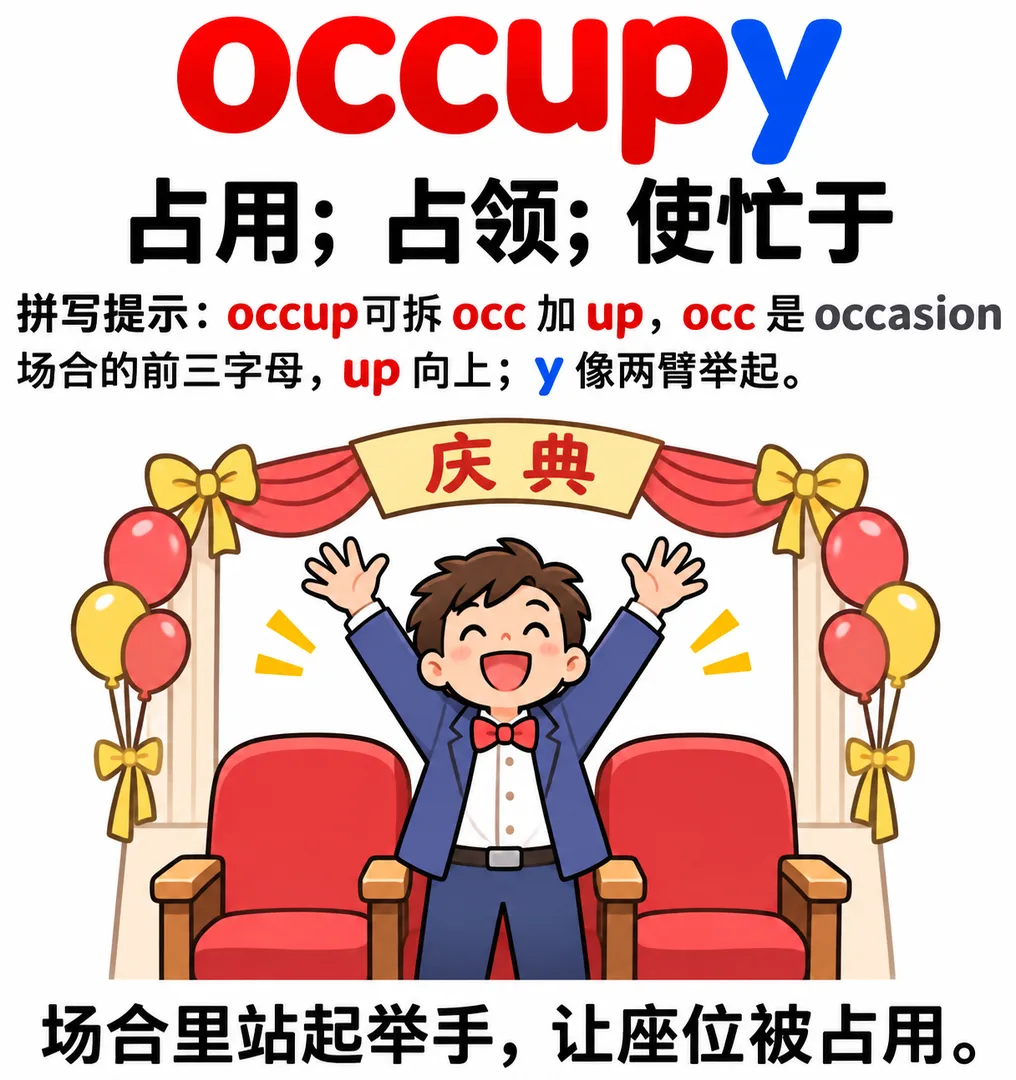 occupy
占用；占领；使忙于
拼写提示：occup可拆 occ 加 up，occ 是 occasion
场合的前三字母，up 向上；y 像两臂举起。
庆典
场合里站起举手，让座位被占用。